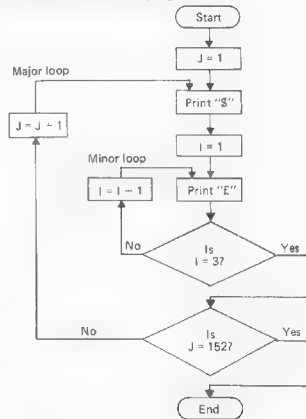 Start
J = 1
Major loop
Print "$"
J = J + 1
I = 1
Minor loop
I = I + 1
Print "£"
No
Is
I = 3?
Yes
No
Is
J = 152?
Yes
End